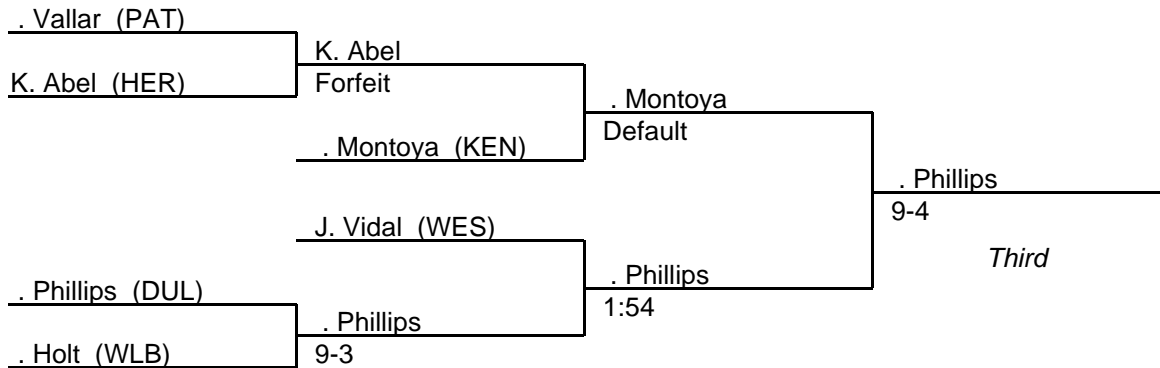 . Vallar (PAT)
K. Abel (HER)
K. Abel
Forfeit
. Montoya (KEN)
. Montoya
Default
J. Vidal (WES)
. Phillips (DUL)
. Holt (WLB)
. Phillips
9-3
. Phillips
1:54
. Phillips
9-4
Third